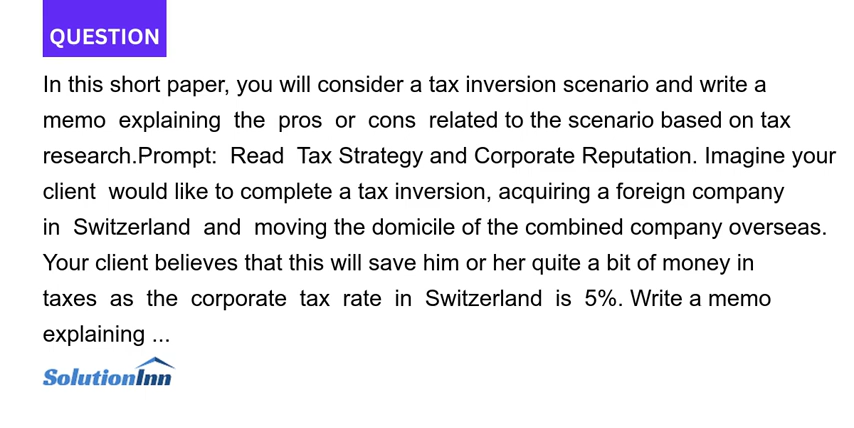 QUESTION
In this short paper, you will consider a tax inversion scenario and write a
memo explaining the pros or cons related to the scenario based on tax
research.Prompt: Read Tax Strategy and Corporate Reputation. Imagine your
client would like to complete a tax inversion, acquiring a foreign company
in Switzerland and moving the domicile of the combined company overseas.
Your client believes that this will save him or her quite a bit of money in
taxes as the corporate tax rate in Switzerland is 5%. Write a memo
explaining ...
SolutionInn